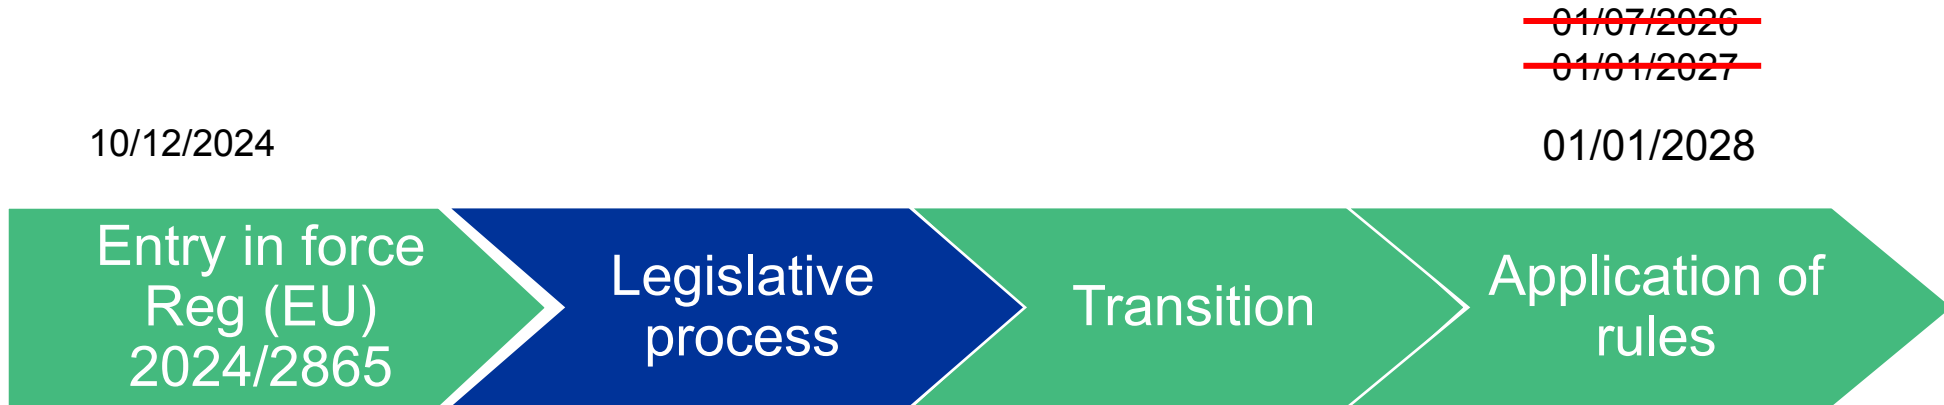 01/07/2026
01/01/2027
10/12/2024
01/01/2028
Entry in force
Reg (EU)
2024/2865
Legislative
process
Transition
Application of
rules